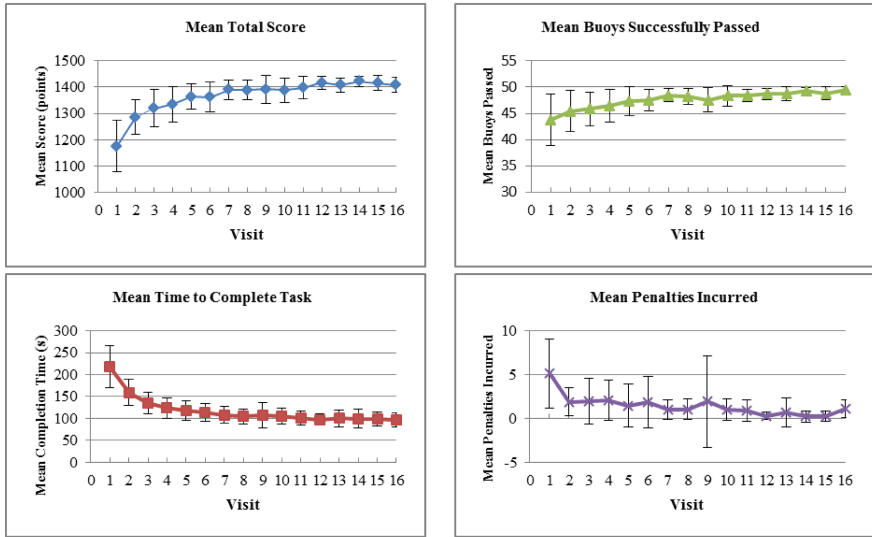 Mean Total Score
Mean Score (points)
1500
1400
1300
1200
1100
1000
0 1 2 3 4 5 6 7 8 9 10 11 12 13 14 15 16
Visit
Mean Buoys Successfully Passed
Mean Buoys Passed
55
50
45
40
35
30
0 1 2 3 4 5 6 7 8 9 10 11 12 13 14 15 16
Visit
Mean Time to Complete Task
Mean Completion Time (s)
300
250
200
150
100
50
0
0 1 2 3 4 5 6 7 8 9 10 11 12 13 14 15 16
Visit
Mean Penalties Incurred
Mean Penalties Incurred
10
5
0
-5
0 1 2 3 4 5 6 7 8 9 10 11 12 13 14 15 16
Visit